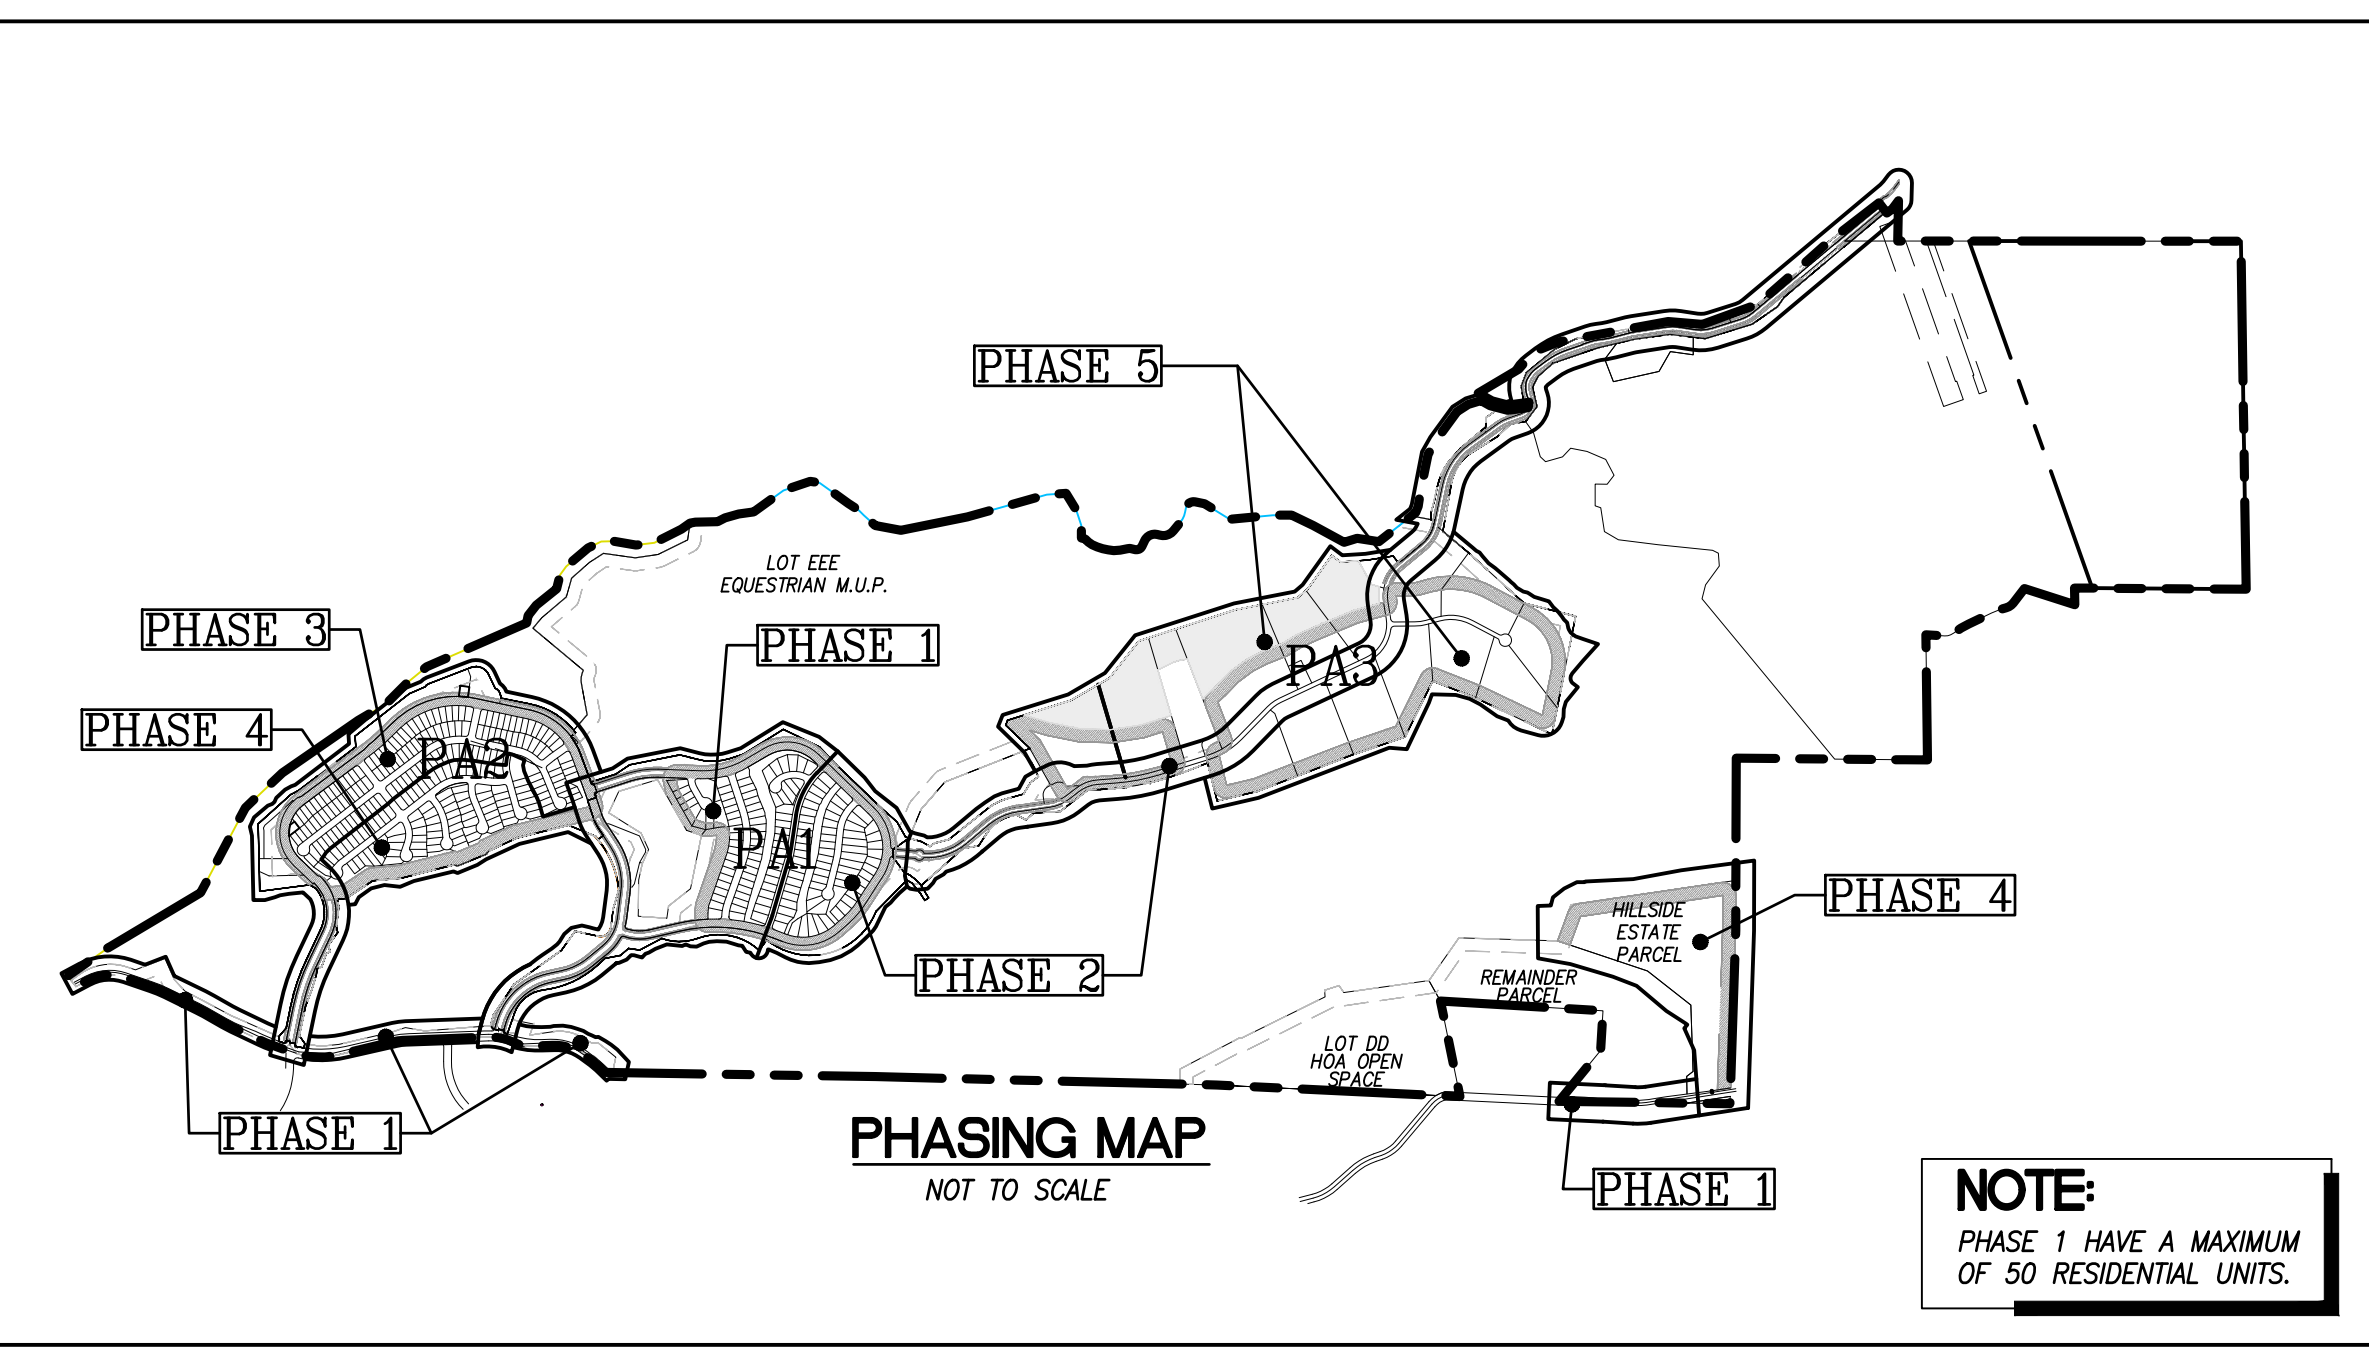 PHASE 5
LOT EEE
EQUESTRIAN M.U.P.
PHASE 3
PHASE 1
PA3
PHASE 4
PA2
PA1
PHASE 4
HILLSIDE
ESTATE
PARCEL
PHASE 2
REMAINDER
PARCEL
LOT DD
HOA OPEN
SPACE
PHASE 1
PHASING MAP
NOT TO SCALE
PHASE 1
NOTE:
PHASE 1 HAVE A MAXIMUM
OF 50 RESIDENTIAL UNITS.